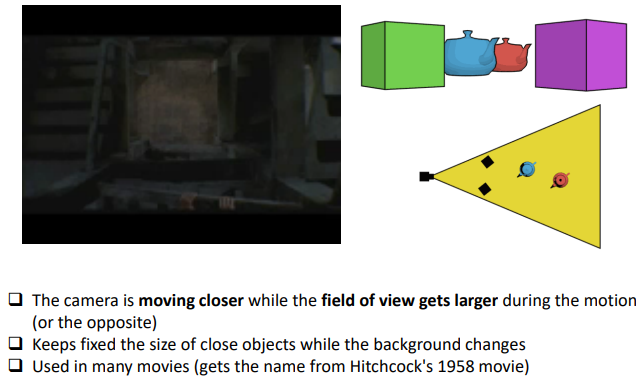 The camera is moving closer while the field of view gets larger during the motion
(or the opposite)
Keeps fixed the size of close objects while the background changes
Used in many movies (gets the name from Hitchcock's 1958 movie)